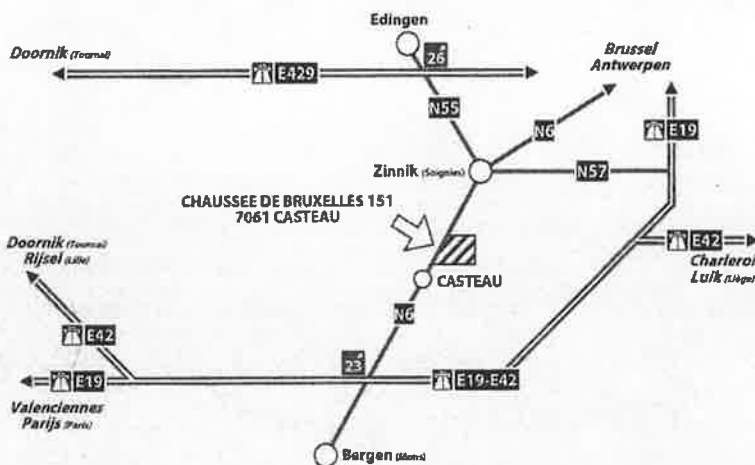 Edingen
Doornik (Tournai)
26
E429
Brussel
Antwerpen
N55
N6
E19
Zinnik (Soignies)
N57
CHAUSSEE DE BRUXELLES 151
7061 CASTEAU
Doornik (Tournai)
Rijsel (Lille)
E42
Charleroi
Luik (Liège)
CASTEAU
N6
E42
23
E19
E19-E42
Valenciennes
Parijs (Paris)
Bergen (Mons)